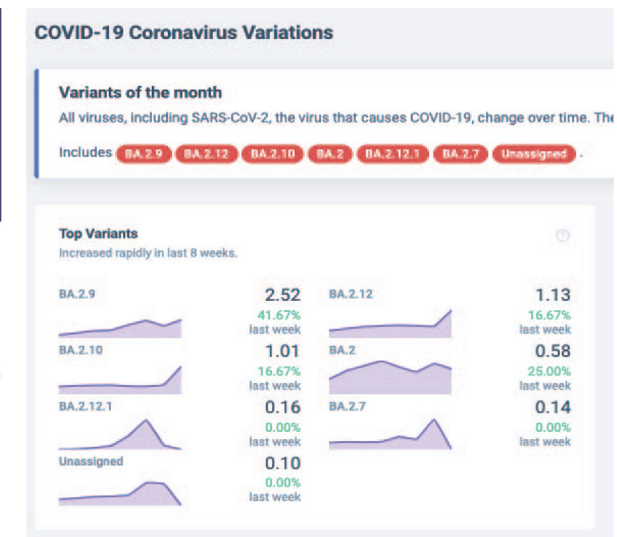 COVID-19 Coronavirus Variations
Variants of the month
All viruses, including SARS-CoV-2, the virus that causes COVID-19, change over time. The
Includes BA.2.9 BA.2.12 BA.2.10 BA.2 BA.2.12.1 BA.2.7 Unassigned .
Top Variants
Increased rapidly in last 8 weeks.
BA.2.9 2.52
41.67%
last week
BA.2.12 1.13
16.67%
last week
BA.2.10 1.01
16.67%
last week
BA.2 0.58
25.00%
last week
BA.2.12.1 0.16
0.00%
last week
BA.2.7 0.14
0.00%
last week
Unassigned 0.10
0.00%
last week